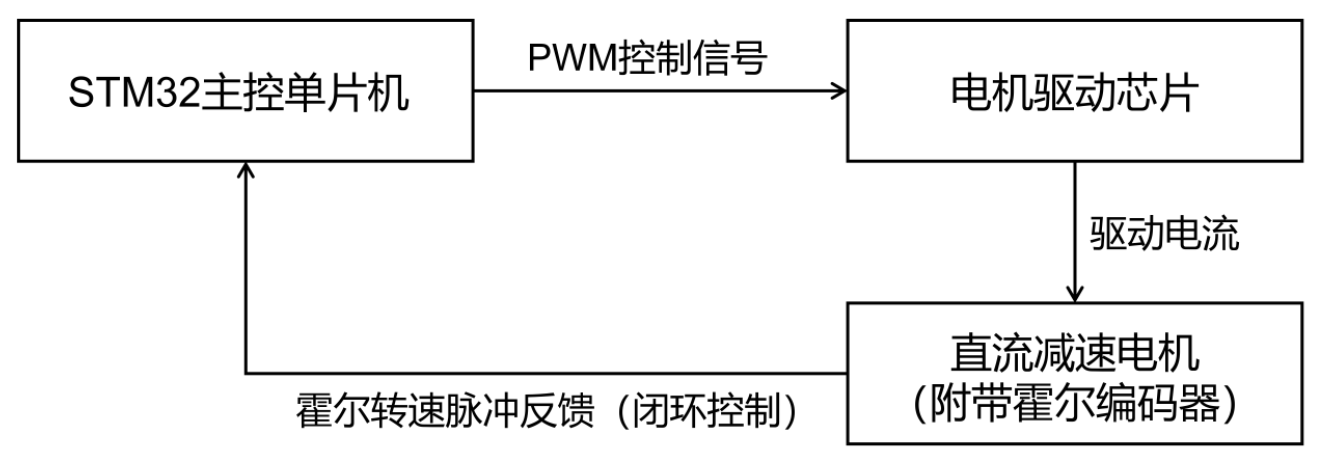 STM32主控单片机
PWM控制信号
电机驱动芯片
驱动电流
直流减速电机
（附带霍尔编码器）
霍尔转速脉冲反馈（闭环控制）